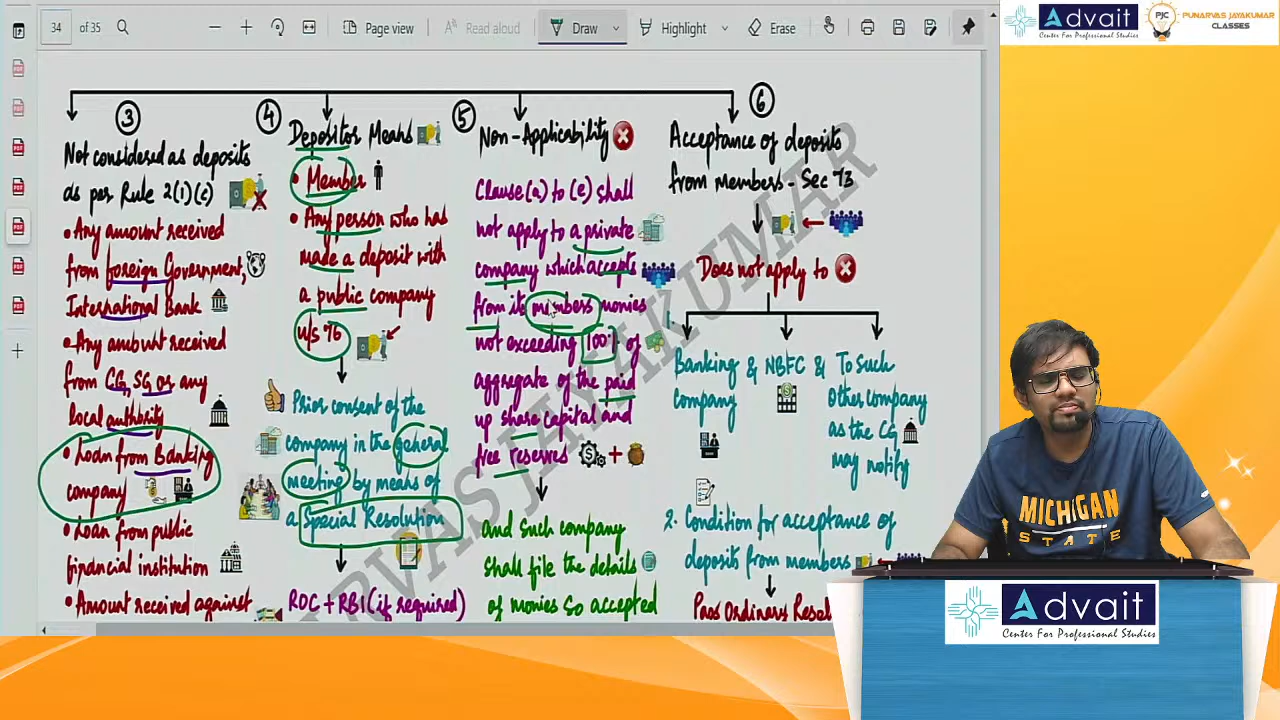 34 of 35
Page view
Read aloud
Draw
Highlight
Erase
Advait
Center For Professional Studies
PJC
PUNARVAS JAYAKUMAR
CLASSES
3
Not considered as deposits
as per Rule 2(1)(c)
• Any amount received
from foreign Government,
International Bank
• Any amount received
from CG, SG or any
local authority
• Loan from Banking
company
• Loan from public
financial institution
• Amount received against
4
Depositor Means
• Member
• Any person who has
made a deposit with
a public company
u/s 76
Prior consent of the
company in the general
meeting by means of
a Special Resolution
ROC + RBI (if required)
5
Non-Applicability
Clause (a) to (e) shall
not apply to a private
company which accepts
from its members monies
not exceeding 100% of
aggregate of the paid
up share capital and
free reserves
and such company
shall file the details
of monies so accepted
6
Acceptance of deposits
from members - Sec 73
Does not apply to
Banking & NBFC & To Such
company
Other company
as the CG
may notify
2. Condition for acceptance of
deposits from members
Pass Ordinary Resol
RVAS JAYAKUMAR
MICHIGAN
STATE
Advait
Center For Professional Studies